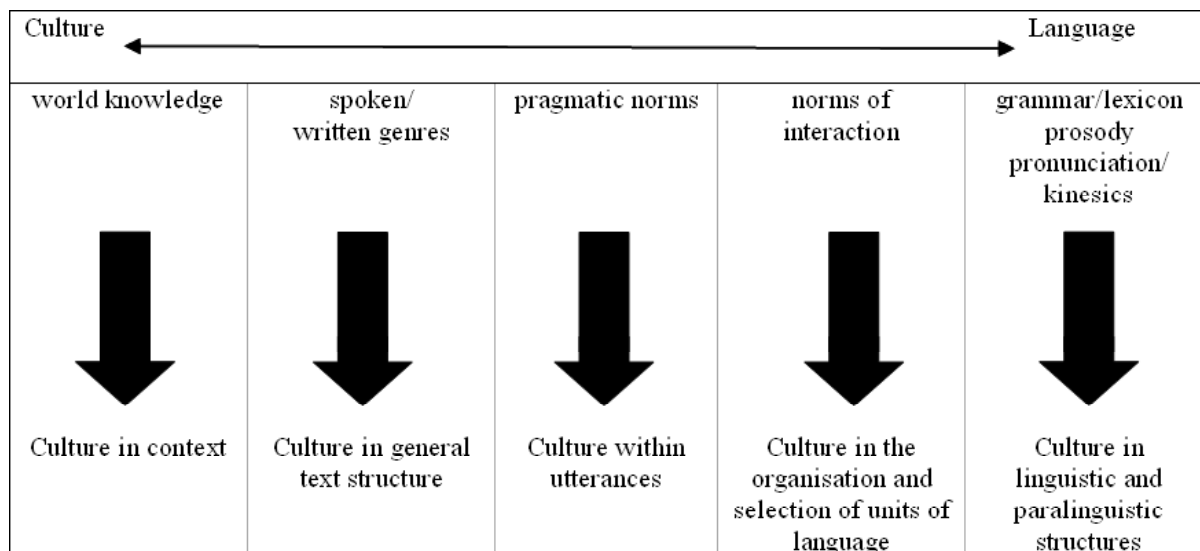 Culture
Language
world knowledge
spoken/
written genres
pragmatic norms
norms of
interaction
grammar/lexicon
prosody
pronunciation/
kinesics
Culture in context
Culture in general
text structure
Culture within
utterances
Culture in the
organisation and
selection of units of
language
Culture in
linguistic and
paralinguistic
structures